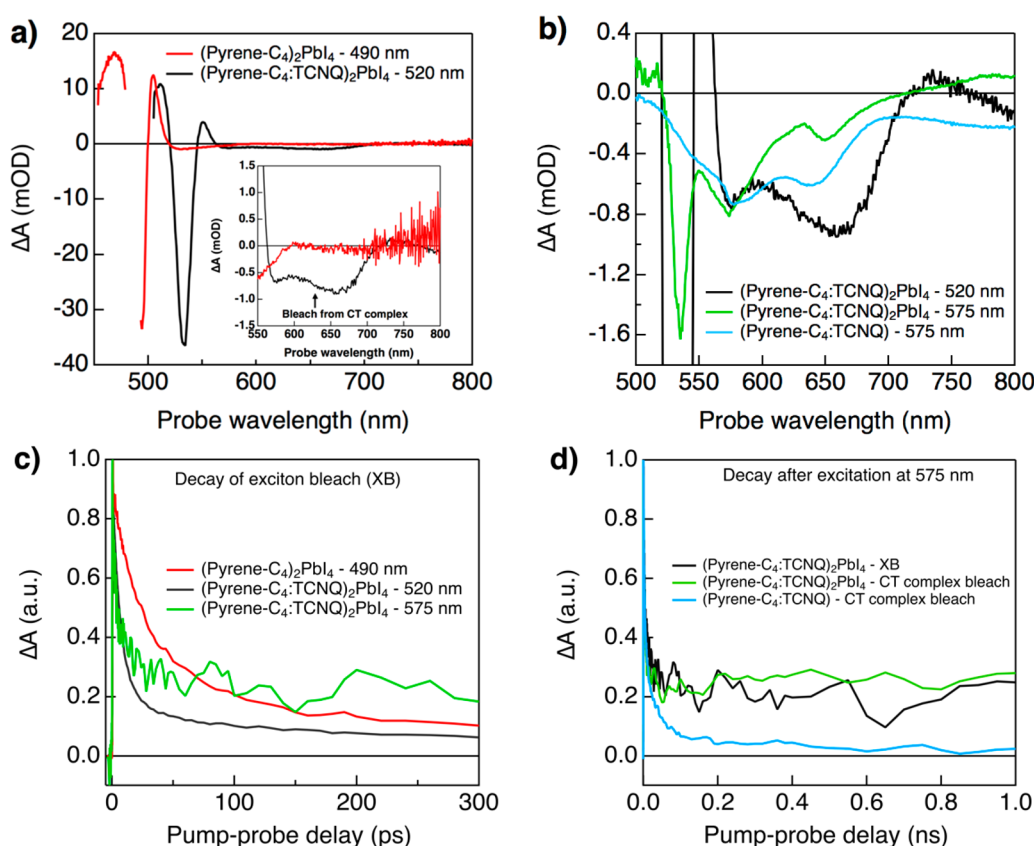 a)
(Pyrene-C4)2PbI4 - 490 nm
(Pyrene-C4:TCNQ)2PbI4 - 520 nm
20
10
0
-10
-20
-30
-40
ΔA (mOD)
500
600
700
800
Probe wavelength (nm)
1.5
1.0
0.5
0.0
-0.5
-1.0
-1.5
ΔA (mOD)
Bleach from CT complex
550
600
650
700
750
800
Probe wavelength (nm)
b)
0.4
0.0
-0.4
-0.8
-1.2
-1.6
ΔA (mOD)
(Pyrene-C4:TCNQ)2PbI4 - 520 nm
(Pyrene-C4:TCNQ)2PbI4 - 575 nm
(Pyrene-C4:TCNQ) - 575 nm
500
550
600
650
700
750
800
Probe wavelength (nm)
c)
Decay of exciton bleach (XB)
1.0
0.8
0.6
0.4
0.2
0.0
ΔA (a.u.)
(Pyrene-C4)2PbI4 - 490 nm
(Pyrene-C4:TCNQ)2PbI4 - 520 nm
(Pyrene-C4:TCNQ)2PbI4 - 575 nm
0
100
200
300
Pump-probe delay (ps)
d)
Decay after excitation at 575 nm
1.0
0.8
0.6
0.4
0.2
0.0
ΔA (a.u.)
(Pyrene-C4:TCNQ)2PbI4 - XB
(Pyrene-C4:TCNQ)2PbI4 - CT complex bleach
(Pyrene-C4:TCNQ) - CT complex bleach
0.0
0.2
0.4
0.6
0.8
1.0
Pump-probe delay (ns)